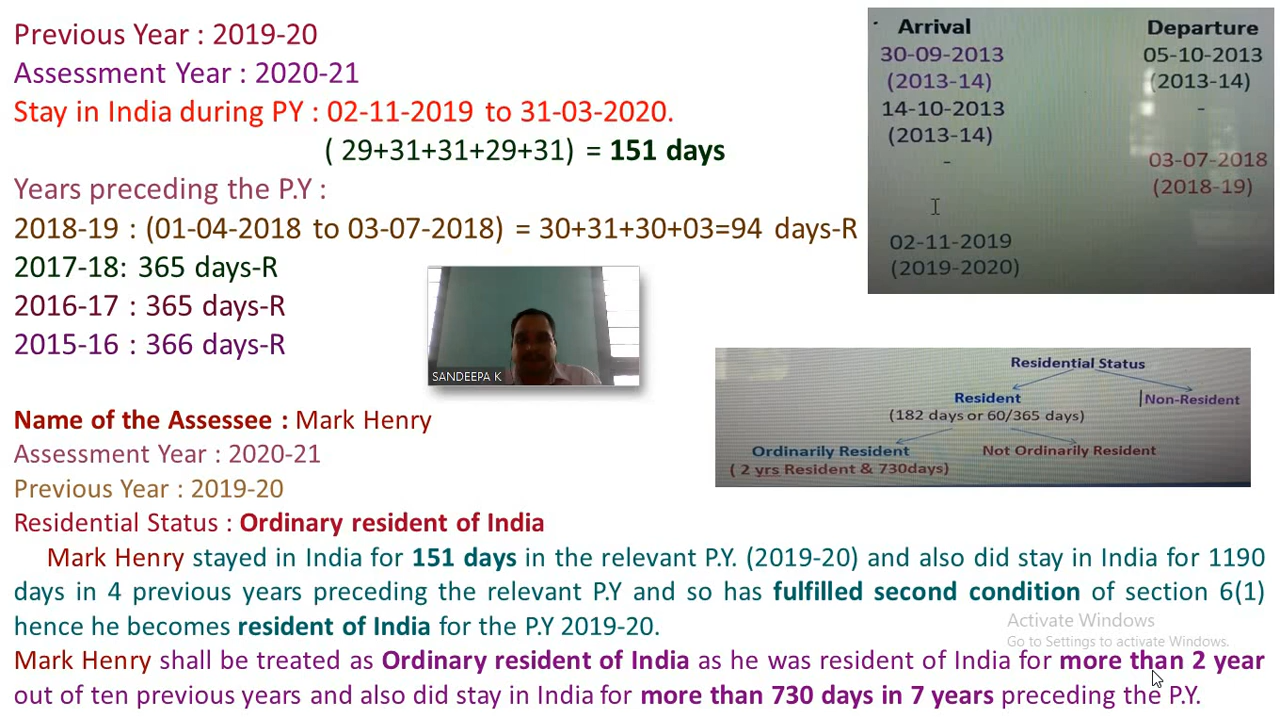 Previous Year : 2019-20
Assessment Year : 2020-21
Stay in India during PY : 02-11-2019 to 31-03-2020.
( 29+31+31+29+31) = 151 days
Years preceding the P.Y :
2018-19 : (01-04-2018 to 03-07-2018) = 30+31+30+03=94 days-R
2017-18: 365 days-R
2016-17 : 365 days-R
2015-16 : 366 days-R
Arrival Departure
30-09-2013 05-10-2013
(2013-14) (2013-14)
14-10-2013 -
(2013-14)
- 03-07-2018
(2018-19)
02-11-2019
(2019-2020)
SANDEEPA K
Residential Status
Resident Non-Resident
(182 days or 60/365 days)
Ordinarily Resident Not Ordinarily Resident
( 2 yrs Resident & 730days)
Name of the Assessee : Mark Henry
Assessment Year : 2020-21
Previous Year : 2019-20
Residential Status : Ordinary resident of India
Mark Henry stayed in India for 151 days in the relevant P.Y. (2019-20) and also did stay in India for 1190
days in 4 previous years preceding the relevant P.Y and so has fulfilled second condition of section 6(1)
hence he becomes resident of India for the P.Y 2019-20.
Mark Henry shall be treated as Ordinary resident of India as he was resident of India for more than 2 year
out of ten previous years and also did stay in India for more than 730 days in 7 years preceding the P.Y.
Activate Windows
Go to Settings to activate Windows.